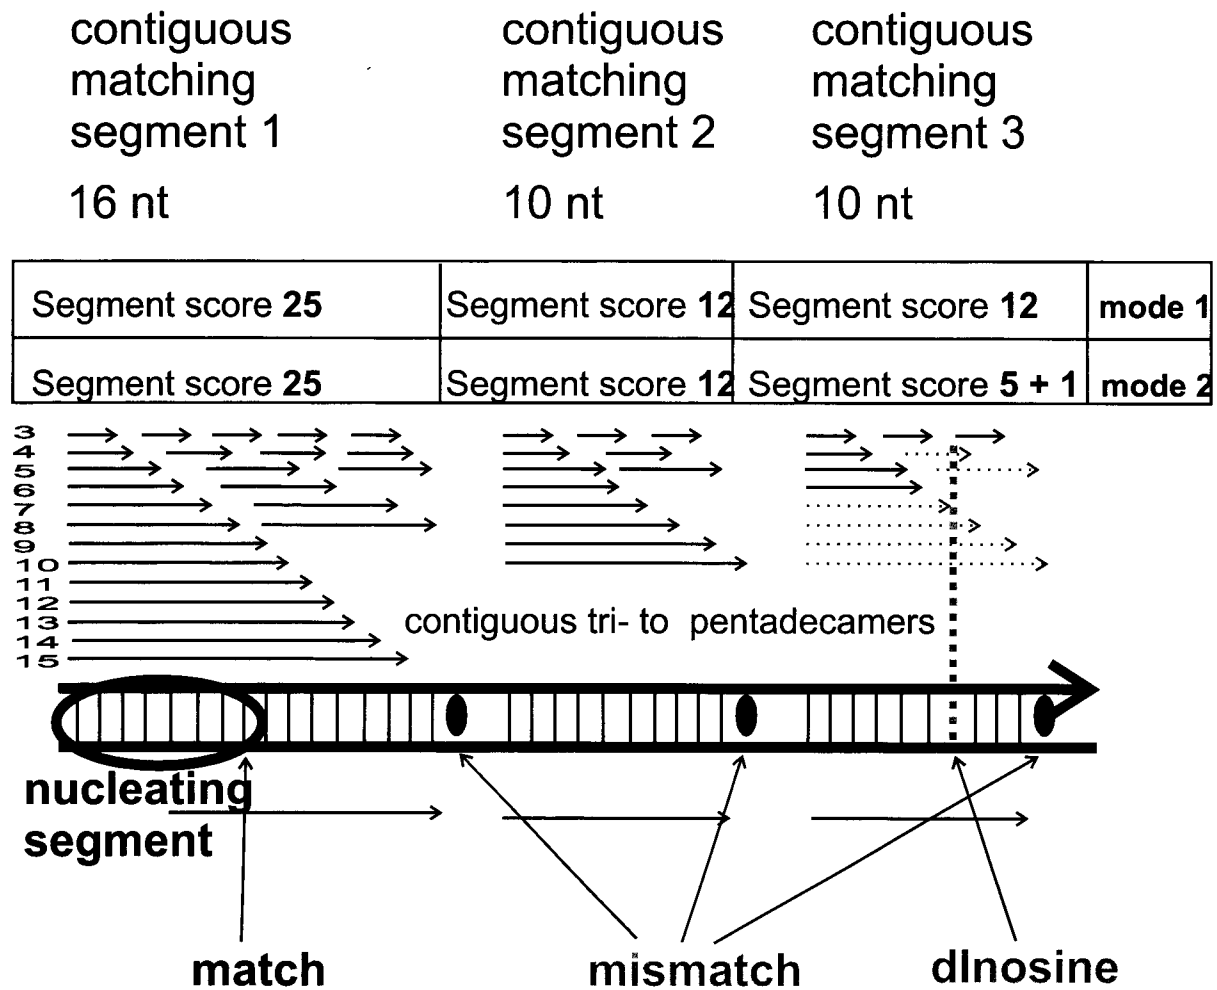 contiguous
matching
segment 1
16 nt
contiguous
matching
segment 2
10 nt
contiguous
matching
segment 3
10 nt
Segment score 25
Segment score 12
Segment score 12
mode 1
Segment score 25
Segment score 12
Segment score 5 + 1
mode 2
3
4
5
6
7
8
9
10
11
12
13
14
15
contiguous tri- to pentadecamers
nucleating
segment
match
mismatch
dInosine